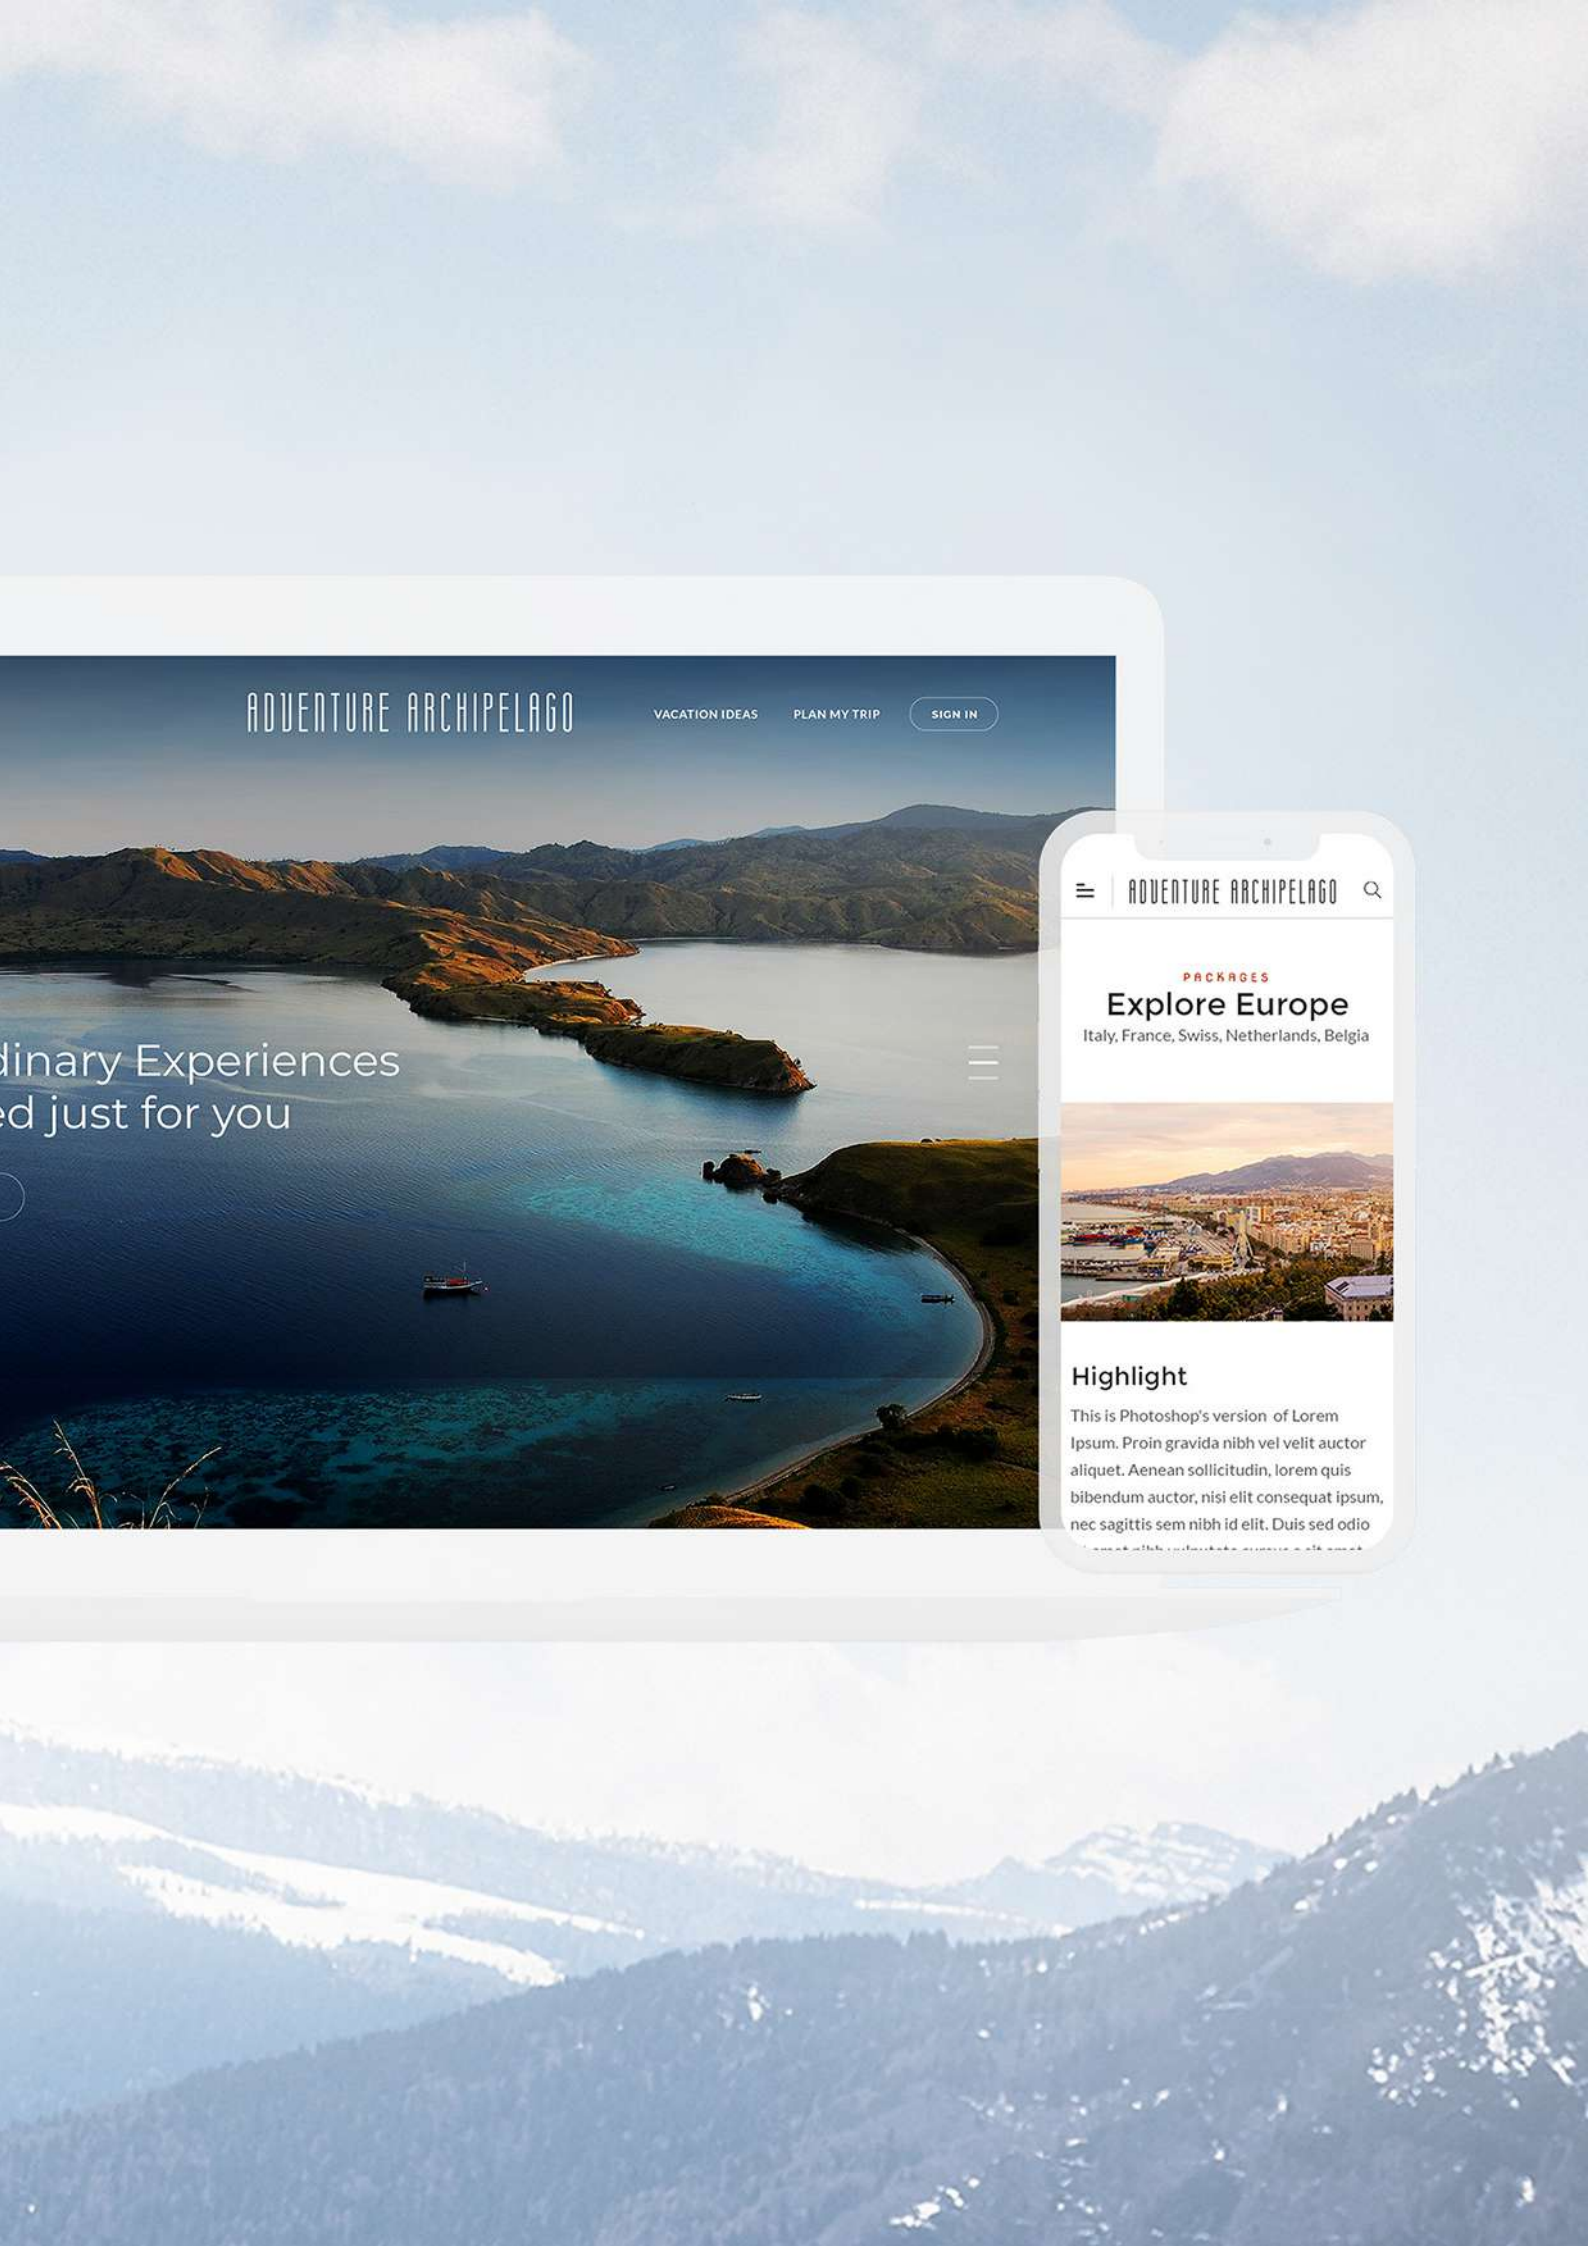 ADVENTURE ARCHIPELAGO
VACATION IDEAS
PLAN MY TRIP
SIGN IN
dinary Experiences
ed just for you
ADVENTURE ARCHIPELAGO
PACKAGES
Explore Europe
Italy, France, Swiss, Netherlands, Belgia
Highlight
This is Photoshop's version of Lorem
Ipsum. Proin gravida nibh vel velit auctor
aliquet. Aenean sollicitudin, lorem quis
bibendum auctor, nisi elit consequat ipsum,
nec sagittis sem nibh id elit. Duis sed odio